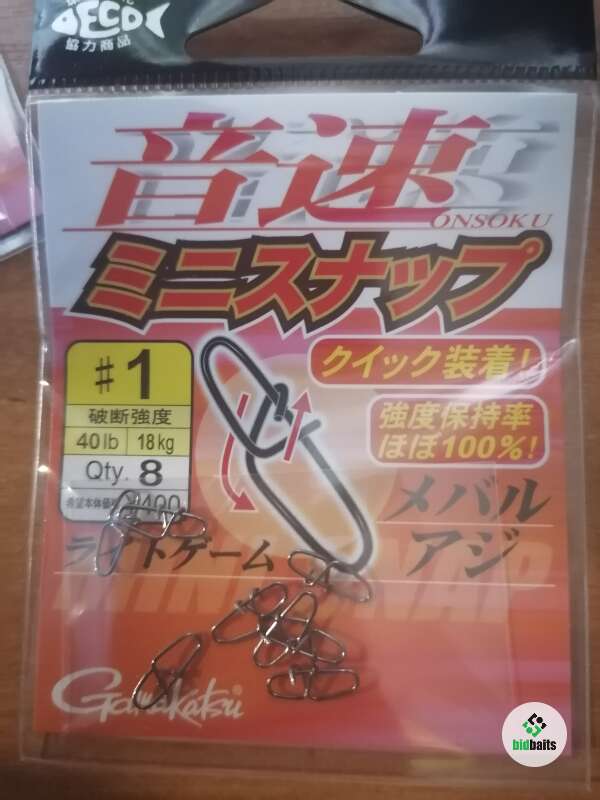 ECO
協力商品
音速
ONSOKU
ミニスナップ
クイック装着!
♯1
破断強度
40lb 18kg
Qty. 8
強度保持率
ほぼ100%!
メバル
ライトゲーム アジ
MINI SNAP
Gamakatsu®
bidbaits